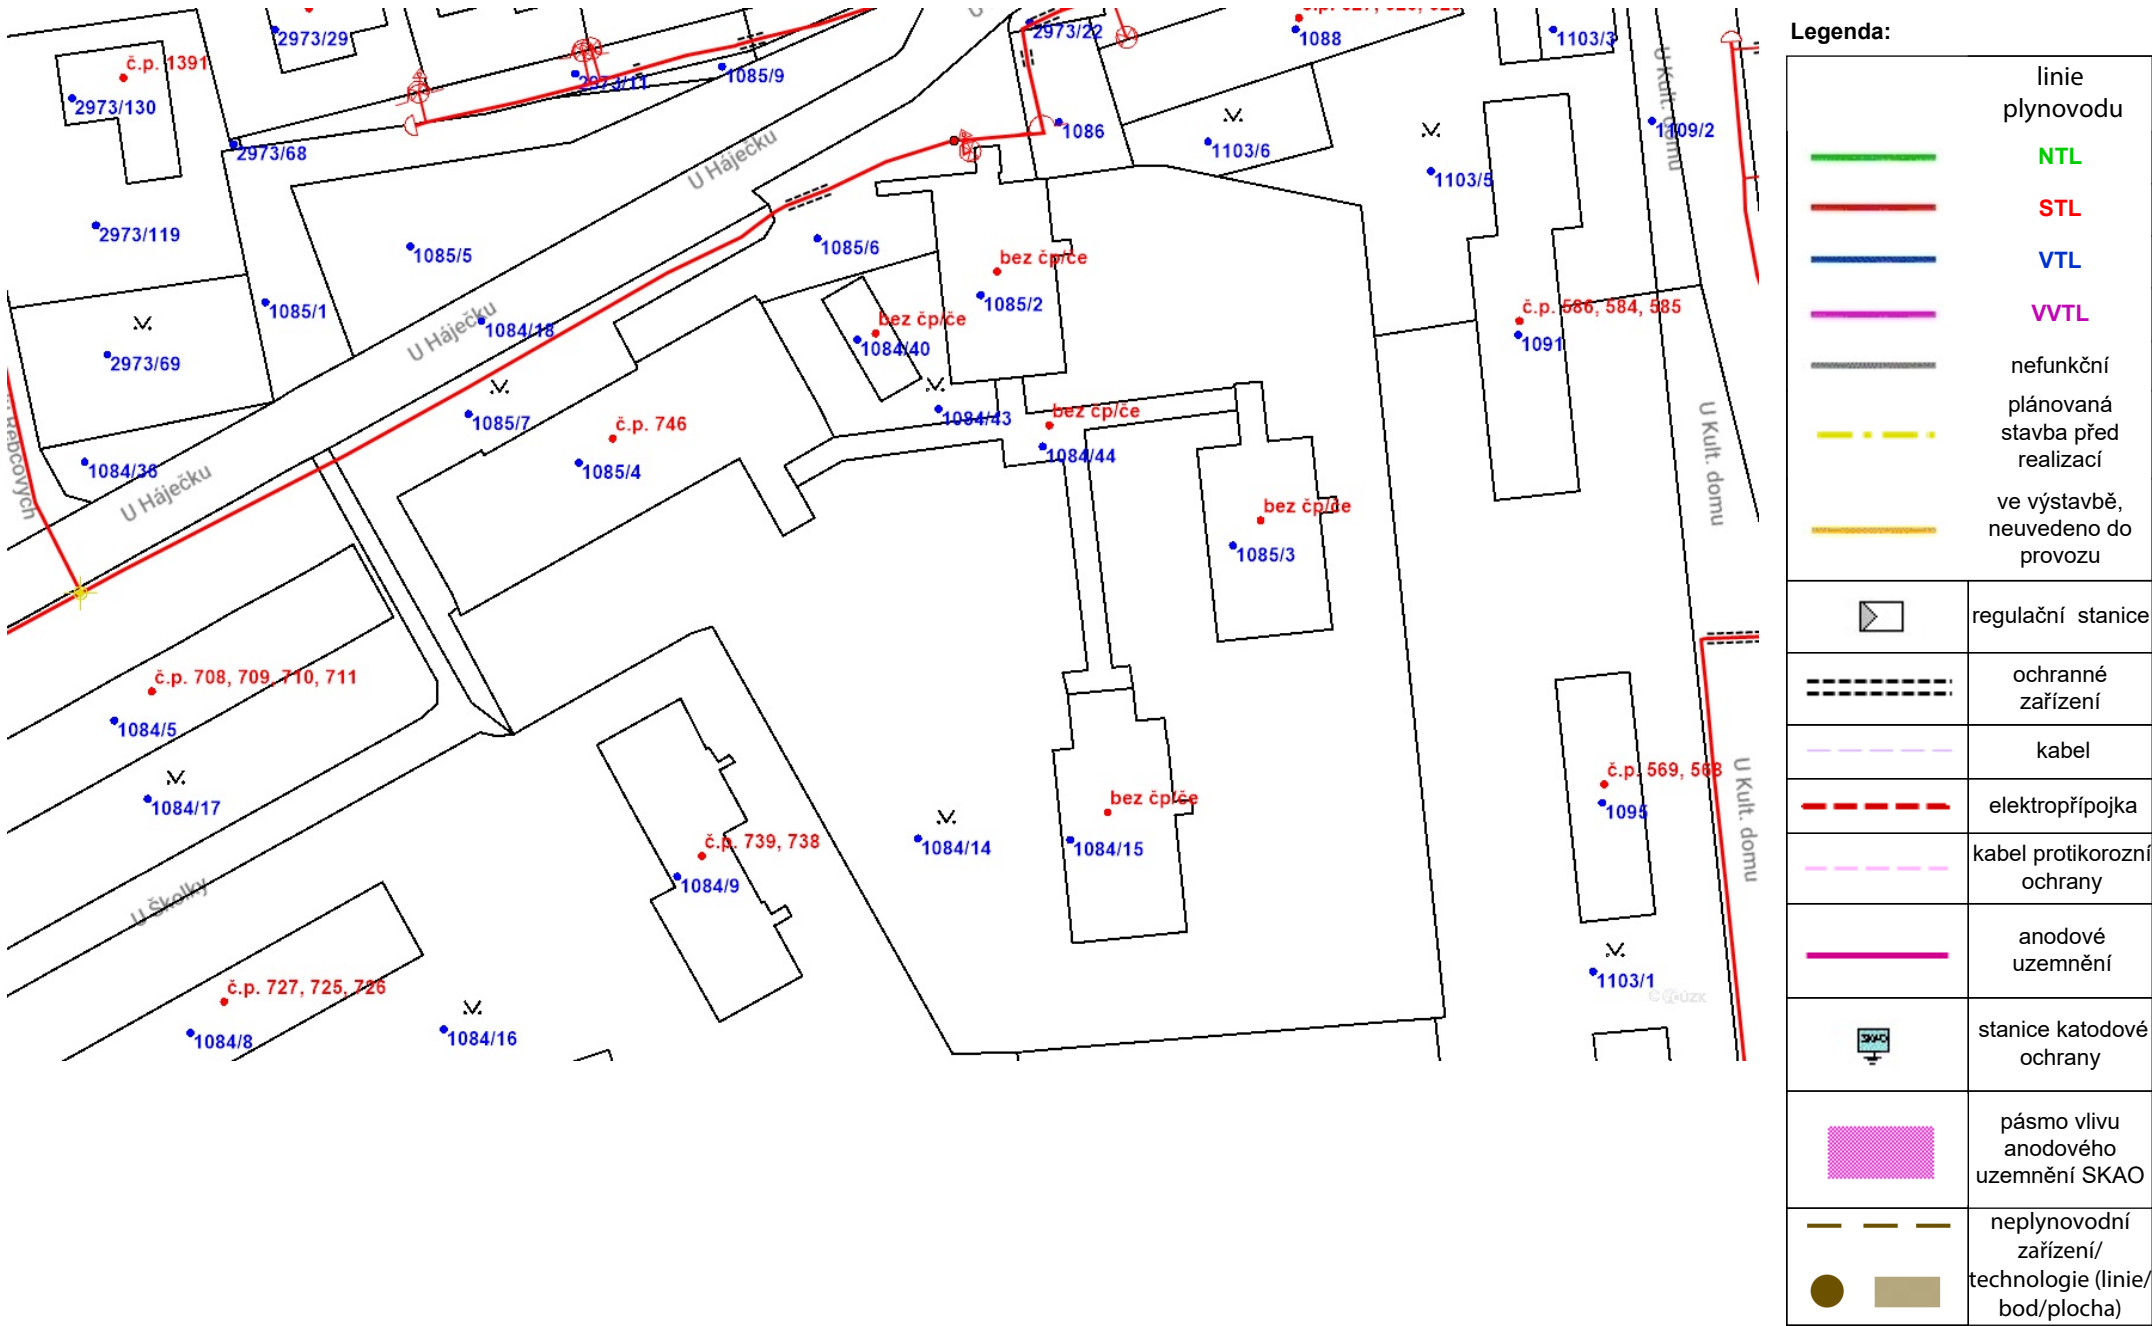 2973/29
č.p. 1391
2973/130
2973/11
1085/9
2973/22
1088
1103/3
U Kult. domu
1086
1109/2
2973/68
U Háječku
1103/6
1103/5
2973/119
1085/5
1085/6
bez čp/če
1085/2
1085/1
1084/18
U Háječku
bez čp/če
1084/40
č.p. 586, 584, 585
1091
2973/69
1085/7
č.p. 746
1084/43
bez čp/če
1084/44
1085/4
1084/36
U Háječku
U Kult. domu
bez čp/če
1085/3
č.p. 708, 709, 710, 711
1084/5
1084/17
č.p. 739, 738
1084/9
1084/14
bez čp/če
1084/15
č.p. 569, 568
1095
U Kult. domu
U Školky
č.p. 727, 725, 726
1084/8
1084/16
1103/1
© ČÚZK
Legenda:
linie
plynovodu
NTL
STL
VTL
VVTL
nefunkční
plánovaná
stavba před
realizací
ve výstavbě,
neuvedeno do
provozu
regulační stanice
ochranné
zařízení
kabel
elektropřípojka
kabel protikorozní
ochrany
anodové
uzemnění
SKAO
stanice katodové
ochrany
pásmo vlivu
anodového
uzemnění SKAO
neplynovodní
zařízení/
technologie (linie/
bod/plocha)